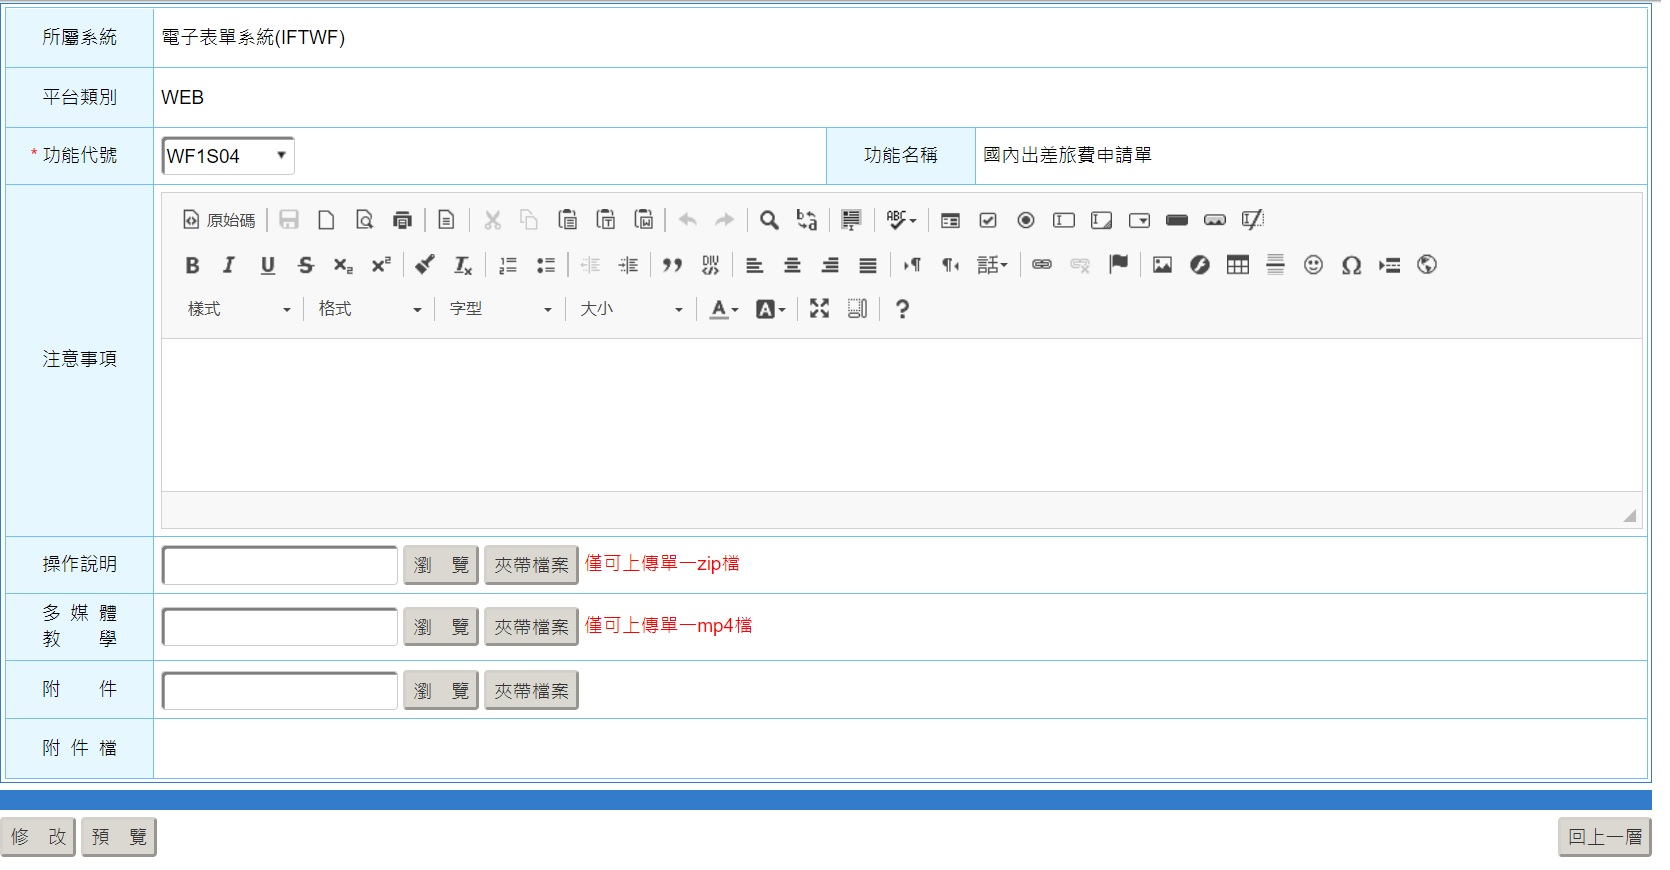 所屬系統 電子表單系統(IFTWF)
平台類別 WEB
* 功能代號 WF1S04 功能名稱 國內出差旅費申請單
注意事項
原始碼
樣式 格式 字型 大小
操作說明 瀏 覽 夾帶檔案 僅可上傳單一zip檔
多 媒 體
教 學 瀏 覽 夾帶檔案 僅可上傳單一mp4檔
附 件 瀏 覽 夾帶檔案
附 件 檔
修 改 預 覽 回上一層